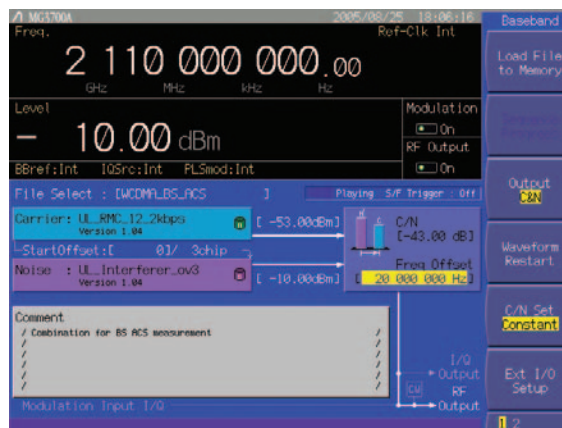 MG3700A 2005/08/25 18:06:16
Freq. Ref-Clk Int
2 110 000 000.00
GHz MHz kHz Hz
Level
- 10.00 dBm
Modulation
On
RF Output
On
BBref:Int IQSrc:Int PLSmod:Int
File Select : [WCDMA_BS_ACS ] Playing S/F Trigger : Off
Carrier: UL_RMC_12_2kbps
Version 1.04
[ -53.00dBm]
C/N
[-43.00 dB]
StartOffset:[ 0]/ 3chip
Noise : UL_Interferer_ov3
Version 1.04
[ -10.00dBm]
Freq Offset
[ 20 000 000 Hz]
Comment
/ Combination for BS ACS measurement /
/ /
/ /
/ /
/ /
I/Q
Output
CW
RF
Output
Modulation Input I/Q
Baseband
Load File
to Memory
Output
C&N
Waveform
Restart
C/N Set
Constant
Ext I/Q
Setup
1 2